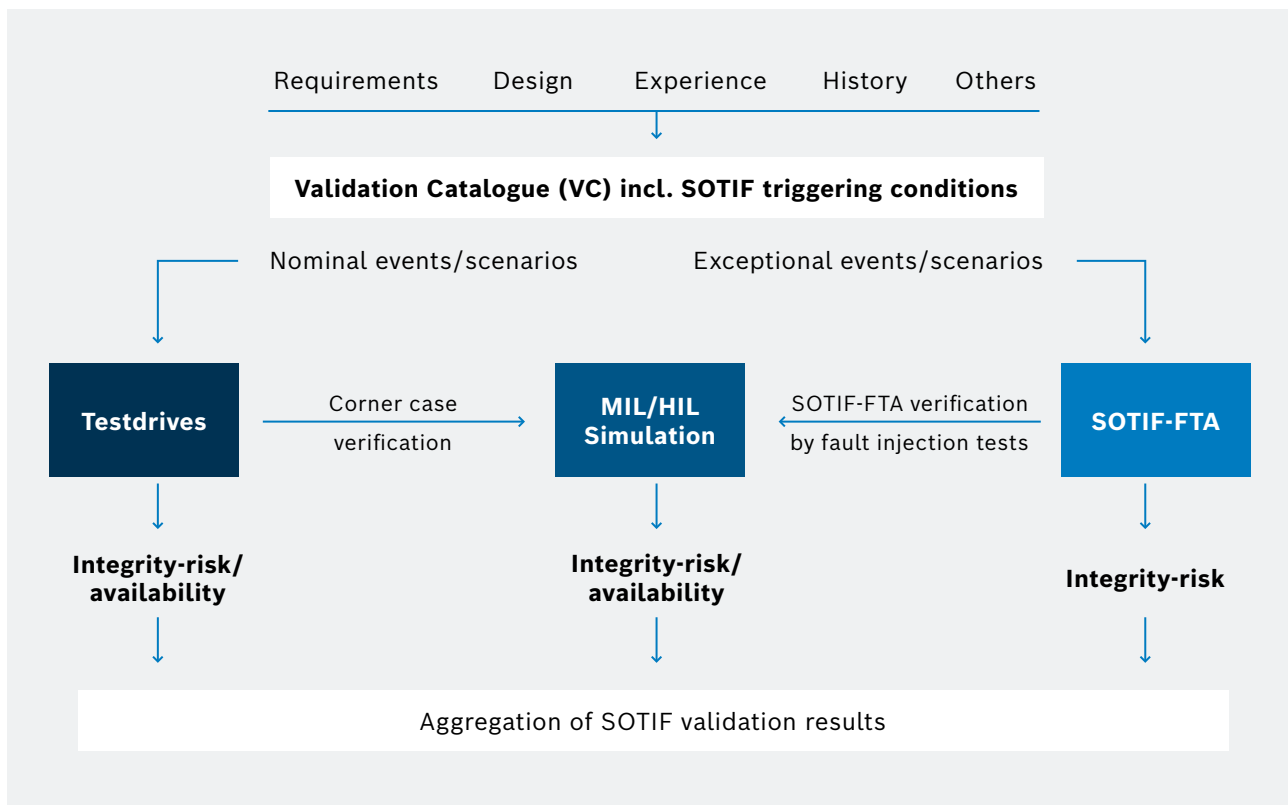 Requirements Design Experience History Others
Validation Catalogue (VC) incl. SOTIF triggering conditions
Nominal events/scenarios Exceptional events/scenarios
Testdrives
Corner case
verification
MIL/HIL
Simulation
SOTIF-FTA verification
by fault injection tests
SOTIF-FTA
Integrity-risk/
availability
Integrity-risk/
availability
Integrity-risk
Aggregation of SOTIF validation results